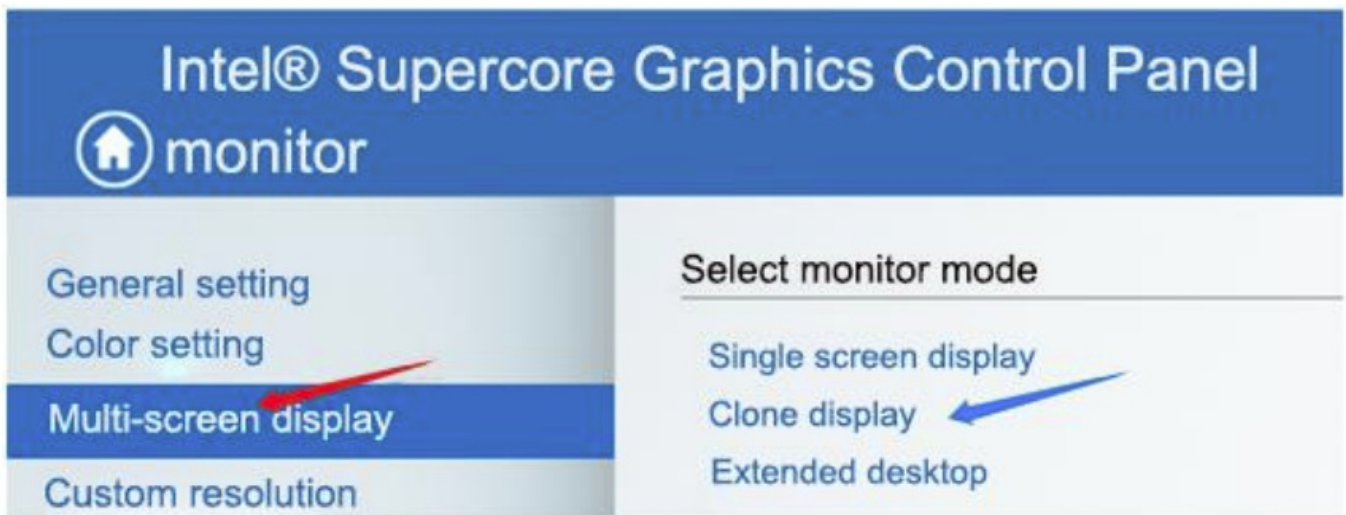 Intel® Supercore Graphics Control Panel
monitor
General setting
Color setting
Multi-screen display
Custom resolution
Select monitor mode
Single screen display
Clone display
Extended desktop